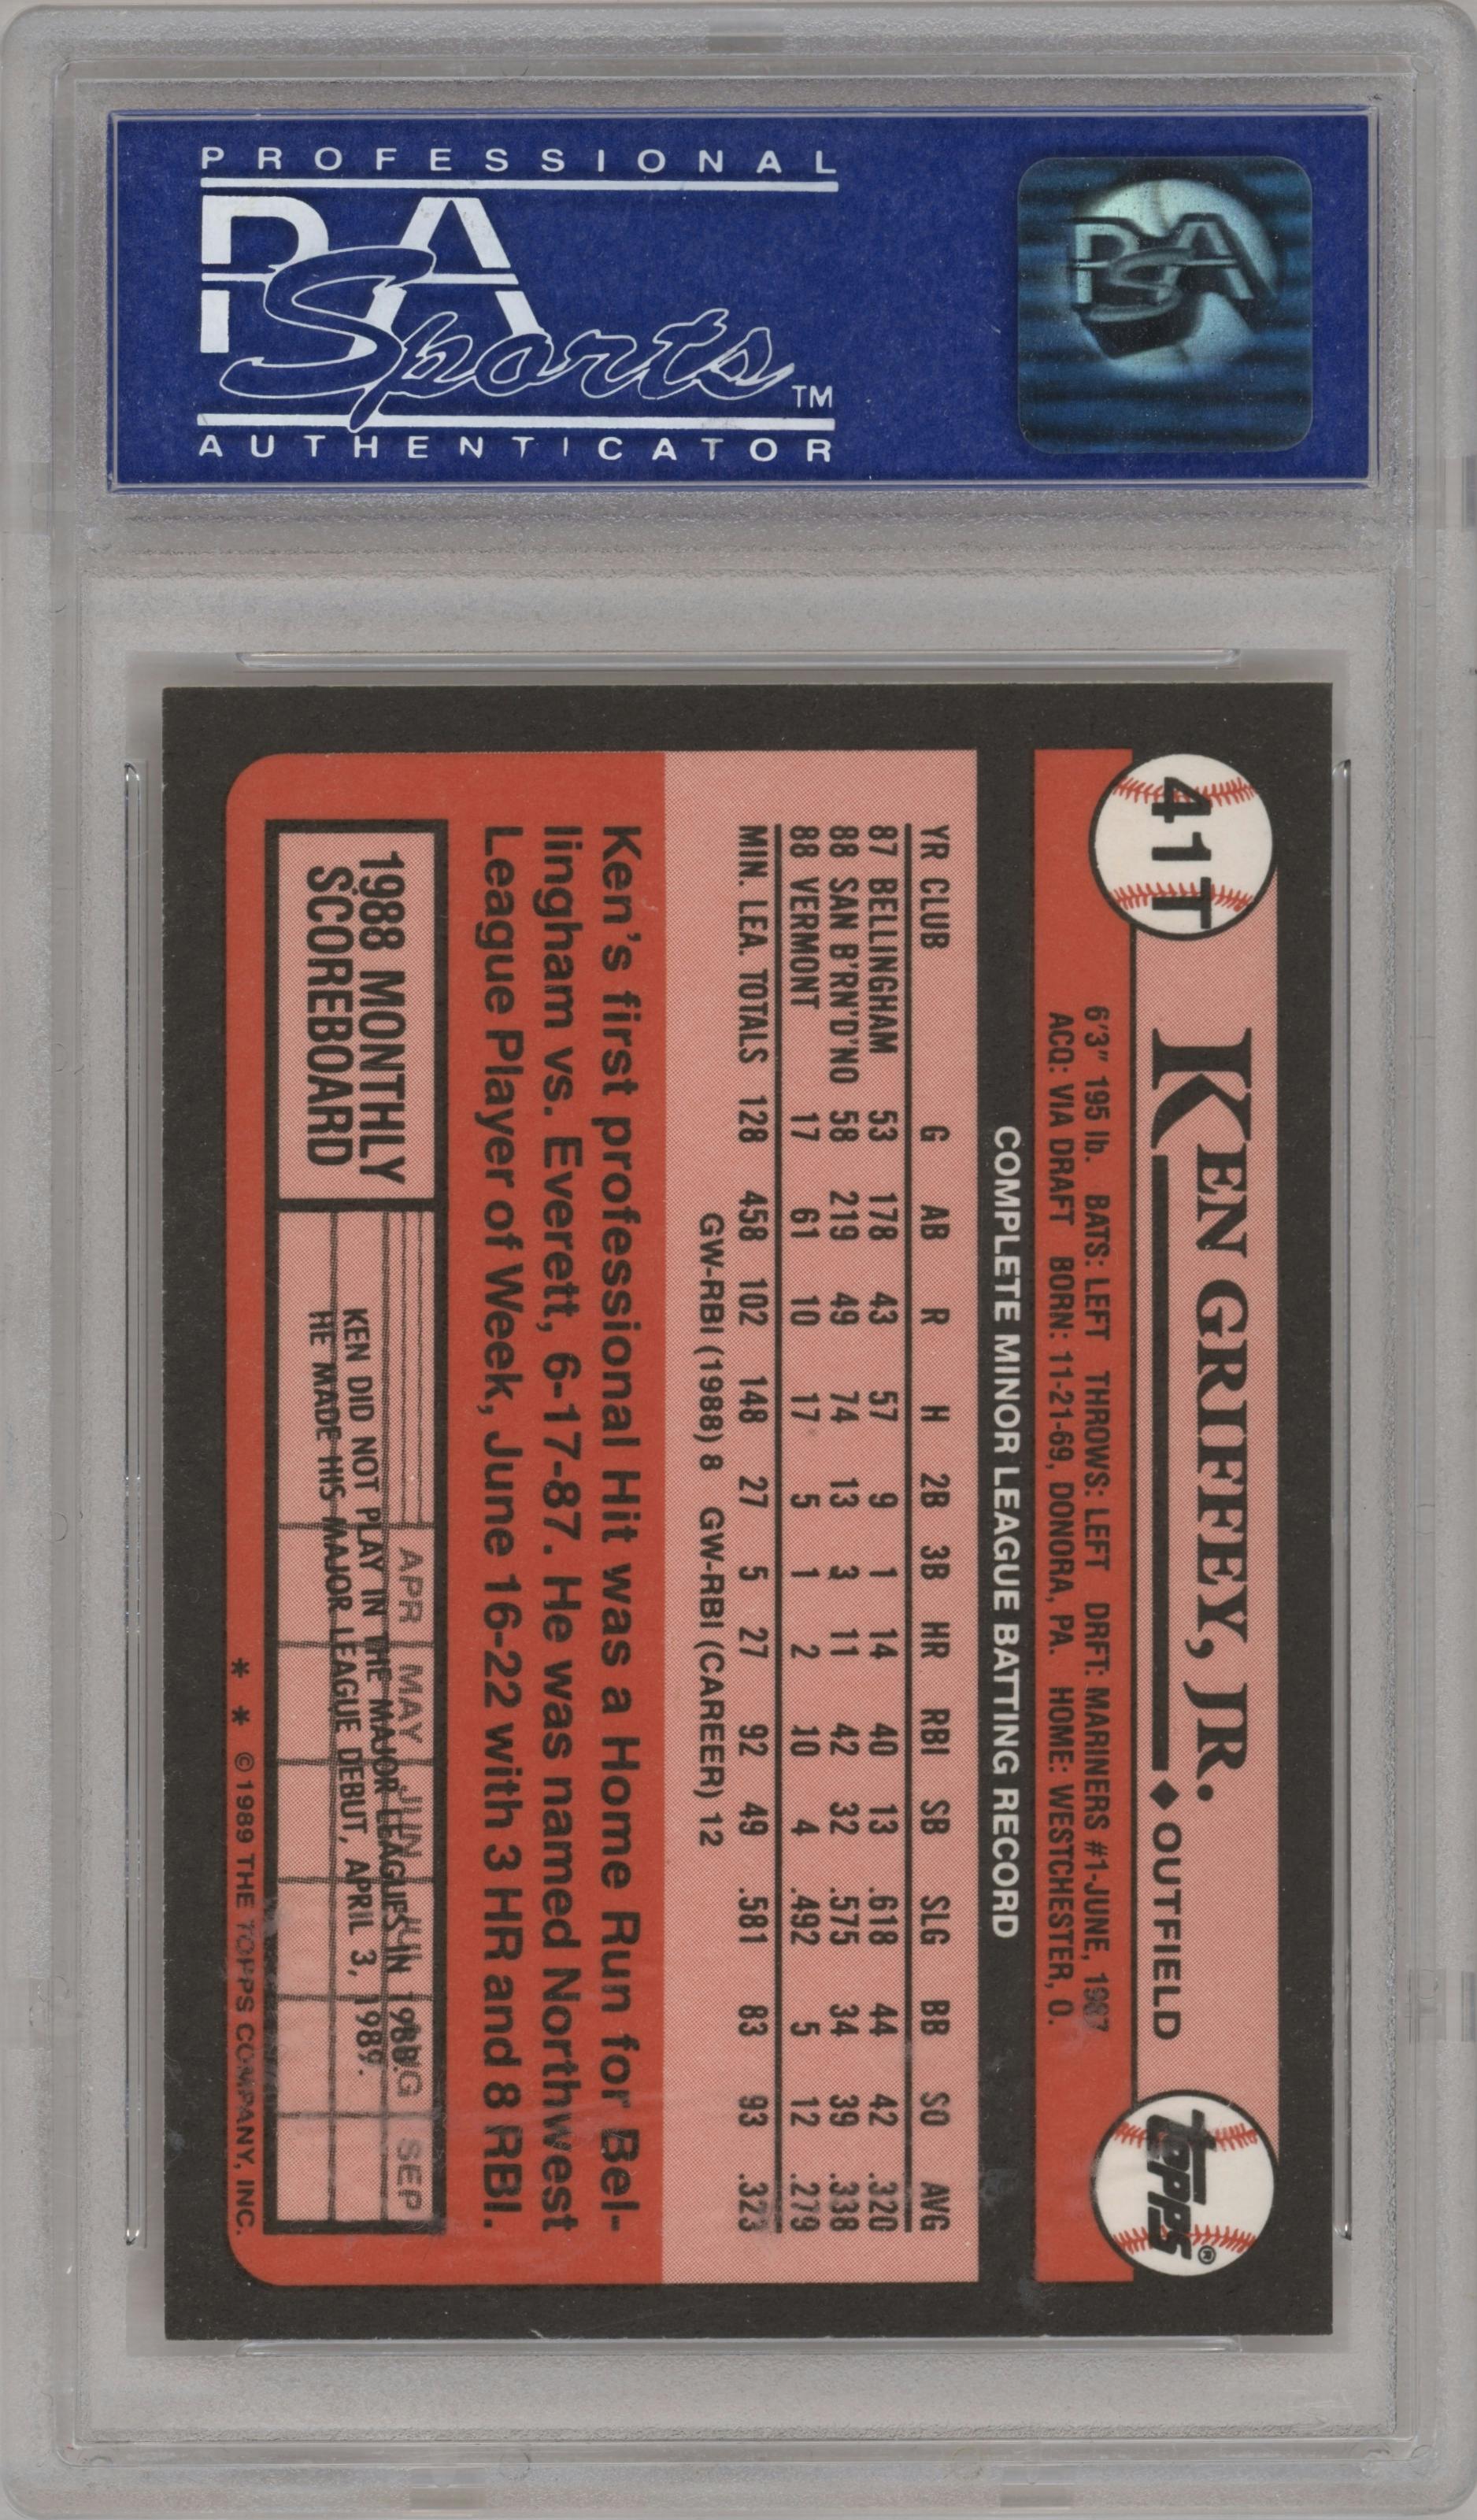 PROFESSIONAL
PSA
Sports TM
AUTHENTICATOR
PSA
41T
KEN GRIFFEY, JR. ◆ OUTFIELD
topps®
6'3" 195 lb. BATS: LEFT THROWS: LEFT DRFT: MARINERS #1-JUNE, 1987
ACQ: VIA DRAFT BORN: 11-21-69, DONORA, PA. HOME: WESTCHESTER, O.
COMPLETE MINOR LEAGUE BATTING RECORD
YR CLUB G AB R H 2B 3B HR RBI SB SLG BB SO AVG
87 BELLINGHAM 53 178 43 57 9 1 14 40 13 .618 44 42 .320
88 SAN B'RN'D'NO 58 219 49 74 13 3 11 42 32 .575 34 39 .338
88 VERMONT 17 61 10 17 5 1 2 10 4 .492 5 12 .279
MIN. LEA. TOTALS 128 458 102 148 27 5 27 92 49 .581 83 93 .323
GW-RBI (1988) 8 GW-RBI (CAREER) 12
Ken's first professional Hit was a Home Run for Bel-
lingham vs. Everett, 6-17-87. He was named Northwest
League Player of Week, June 16-22 with 3 HR and 8 RBI.
1988 MONTHLY
SCOREBOARD
APR MAY JUN JUL AUG SEP
KEN DID NOT PLAY IN THE MAJOR LEAGUES IN 1988.
HE MADE HIS MAJOR LEAGUE DEBUT, APRIL 3, 1989.
* * ©1989 THE TOPPS COMPANY, INC.